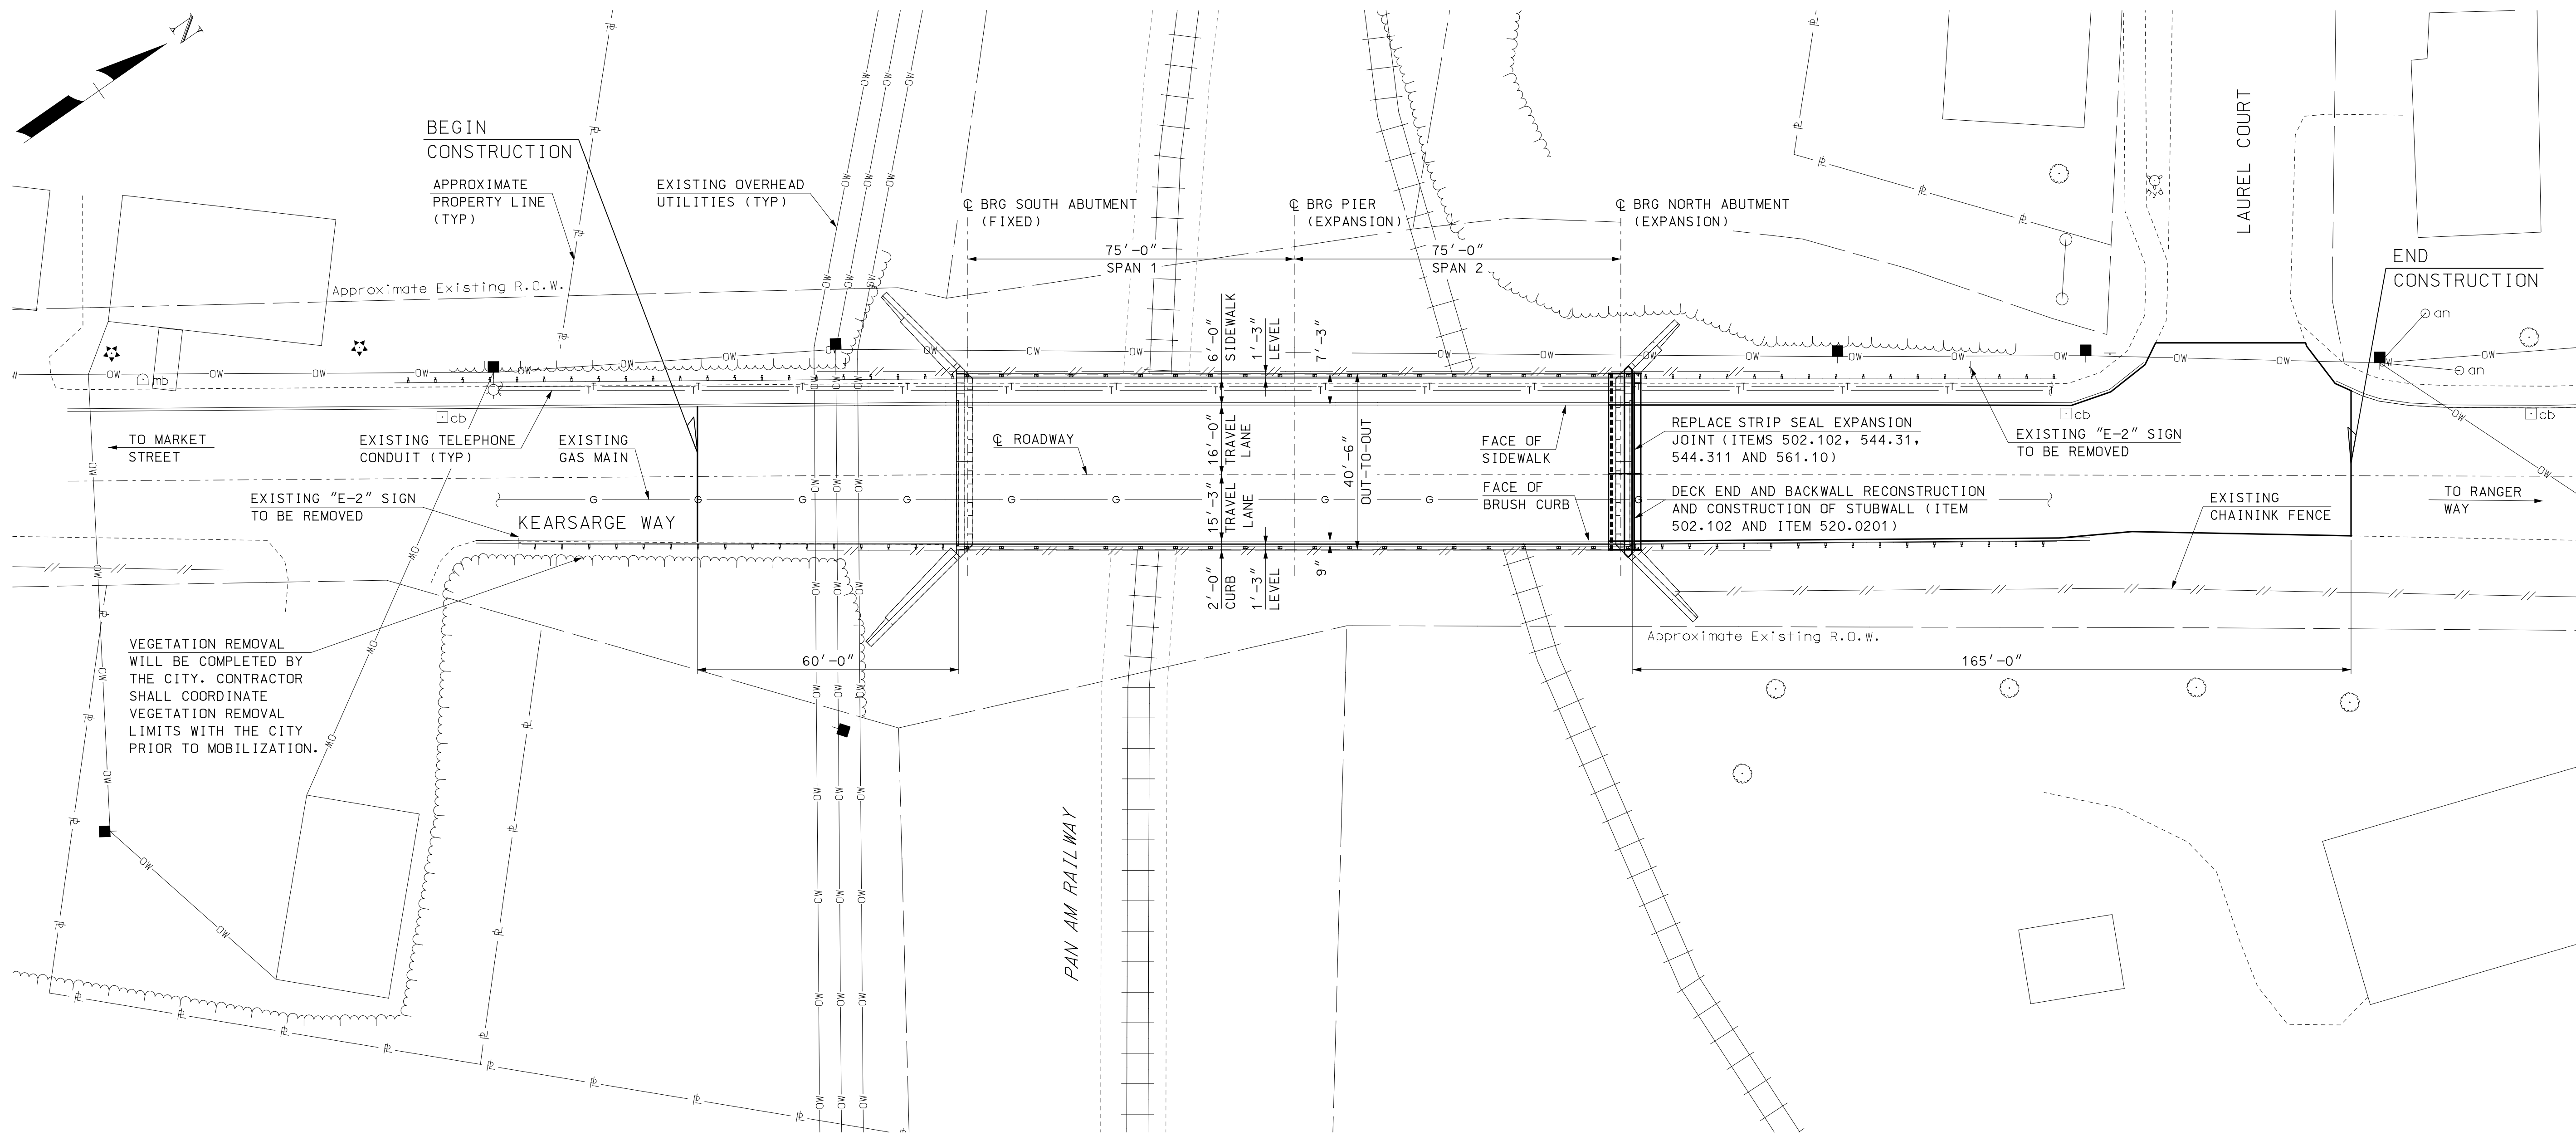 N
BEGIN
CONSTRUCTION
APPROXIMATE
PROPERTY LINE
(TYP)
EXISTING OVERHEAD
UTILITIES (TYP)
℄ BRG SOUTH ABUTMENT
(FIXED)
℄ BRG PIER
(EXPANSION)
℄ BRG NORTH ABUTMENT
(EXPANSION)
75'-0"
SPAN 1
75'-0"
SPAN 2
LAUREL COURT
END
CONSTRUCTION
Approximate Existing R.O.W.
6'-0"
SIDEWALK
1'-3"
LEVEL
7'-3"
an
an
mb
cb
cb
cb
TO MARKET
STREET
EXISTING TELEPHONE
CONDUIT (TYP)
EXISTING
GAS MAIN
℄ ROADWAY
16'-0"
TRAVEL
LANE
40'-6"
OUT-TO-OUT
FACE OF
SIDEWALK
REPLACE STRIP SEAL EXPANSION
JOINT (ITEMS 502.102, 544.31,
544.311 AND 561.10)
EXISTING "E-2" SIGN
TO BE REMOVED
EXISTING "E-2" SIGN
TO BE REMOVED
KEARSARGE WAY
15'-3"
TRAVEL
LANE
FACE OF
BRUSH CURB
DECK END AND BACKWALL RECONSTRUCTION
AND CONSTRUCTION OF STUBWALL (ITEM
502.102 AND ITEM 520.0201)
EXISTING
CHAININK FENCE
TO RANGER
WAY
2'-0"
CURB
1'-3"
LEVEL
9"
VEGETATION REMOVAL
WILL BE COMPLETED BY
THE CITY. CONTRACTOR
SHALL COORDINATE
VEGETATION REMOVAL
LIMITS WITH THE CITY
PRIOR TO MOBILIZATION.
60'-0"
Approximate Existing R.O.W.
165'-0"
PAN AM RAILWAY